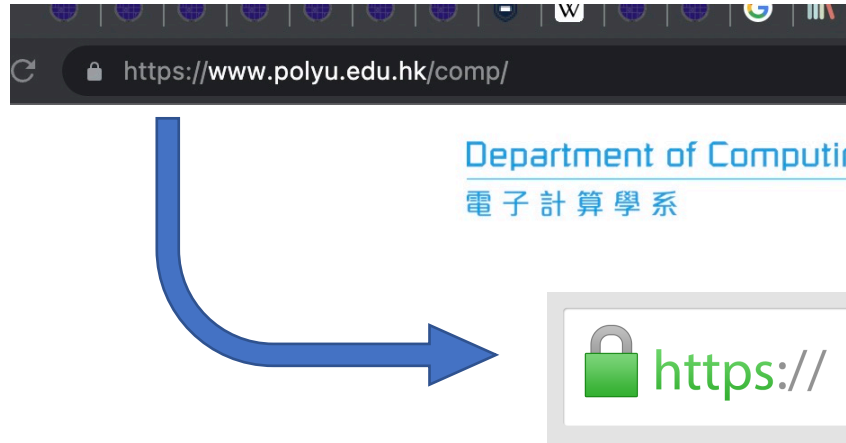 W G
https://www.polyu.edu.hk/comp/
Department of Computi
電子計算學系
https://